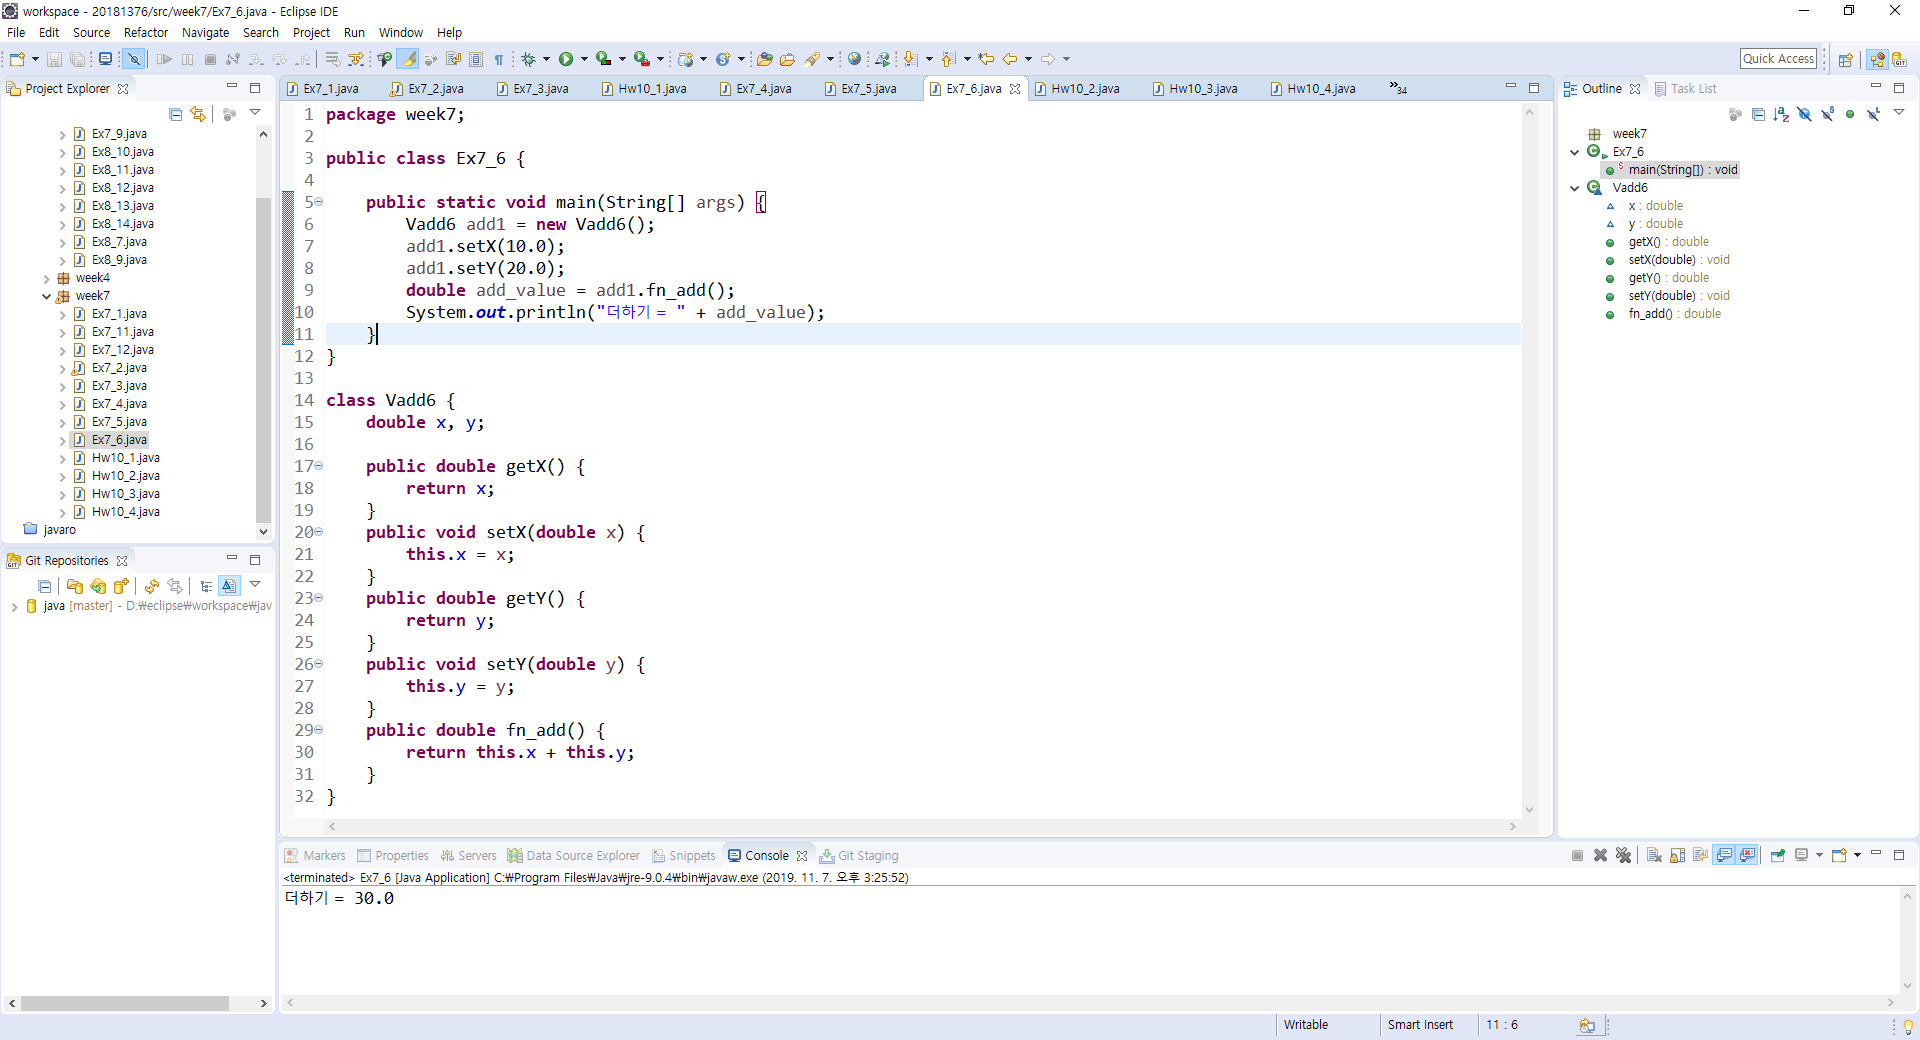 workspace - 20181376/src/week7/Ex7_6.java - Eclipse IDE
File Edit Source Refactor Navigate Search Project Run Window Help
Quick Access
Project Explorer
Ex7_9.java
Ex8_10.java
Ex8_11.java
Ex8_12.java
Ex8_13.java
Ex8_14.java
Ex8_7.java
Ex8_9.java
week4
week7
Ex7_1.java
Ex7_11.java
Ex7_12.java
Ex7_2.java
Ex7_3.java
Ex7_4.java
Ex7_5.java
Ex7_6.java
Hw10_1.java
Hw10_2.java
Hw10_3.java
Hw10_4.java
javaro
Git Repositories
java [master] - D:₩eclipse₩workspace₩jav
Ex7_1.java Ex7_2.java Ex7_3.java Hw10_1.java Ex7_4.java Ex7_5.java Ex7_6.java Hw10_2.java Hw10_3.java Hw10_4.java »34
1 package week7;
2
3 public class Ex7_6 {
4
5 public static void main(String[] args) {
6 Vadd6 add1 = new Vadd6();
7 add1.setX(10.0);
8 add1.setY(20.0);
9 double add_value = add1.fn_add();
10 System.out.println("더하기 = " + add_value);
11 }
12 }
13
14 class Vadd6 {
15 double x, y;
16
17 public double getX() {
18 return x;
19 }
20 public void setX(double x) {
21 this.x = x;
22 }
23 public double getY() {
24 return y;
25 }
26 public void setY(double y) {
27 this.y = y;
28 }
29 public double fn_add() {
30 return this.x + this.y;
31 }
32 }
Outline Task List
week7
Ex7_6
main(String[]) : void
Vadd6
x : double
y : double
getX() : double
setX(double) : void
getY() : double
setY(double) : void
fn_add() : double
Markers Properties Servers Data Source Explorer Snippets Console Git Staging
<terminated> Ex7_6 [Java Application] C:₩Program Files₩Java₩jre-9.0.4₩bin₩javaw.exe (2019. 11. 7. 오후 3:25:52)
더하기 = 30.0
Writable Smart Insert 11 : 6